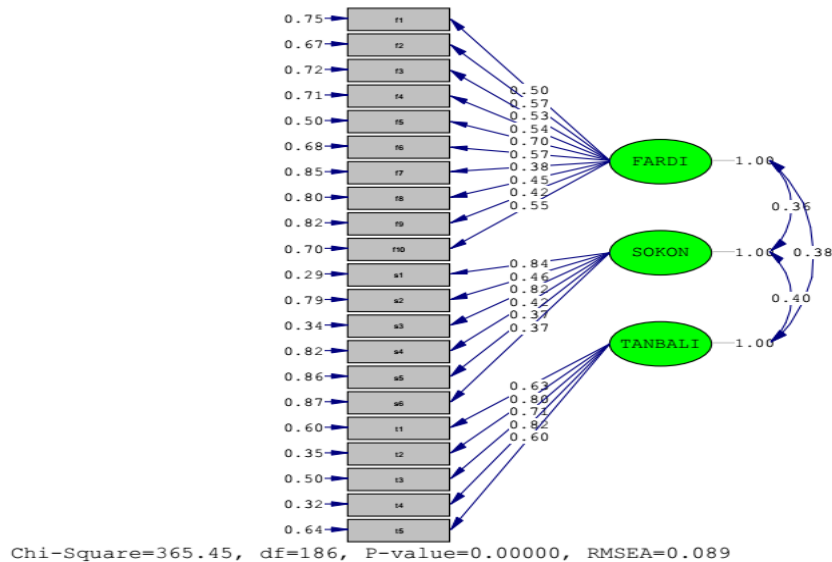 0.75 f1
0.67 f2
0.72 f3
0.71 f4
0.50 f5
0.68 f6
0.85 f7
0.80 f8
0.82 f9
0.70 f10
0.29 s1
0.79 s2
0.34 s3
0.82 s4
0.86 s5
0.87 s6
0.60 t1
0.35 t2
0.50 t3
0.32 t4
0.64 t5
0.50
0.57
0.53
0.54
0.70
0.57
0.38
0.45
0.42
0.55
0.84
0.46
0.82
0.42
0.37
0.37
0.63
0.80
0.71
0.82
0.60
FARDI 1.00
SOKON 1.00
TANBALI 1.00
0.36
0.38
0.40
Chi-Square=365.45, df=186, P-value=0.00000, RMSEA=0.089